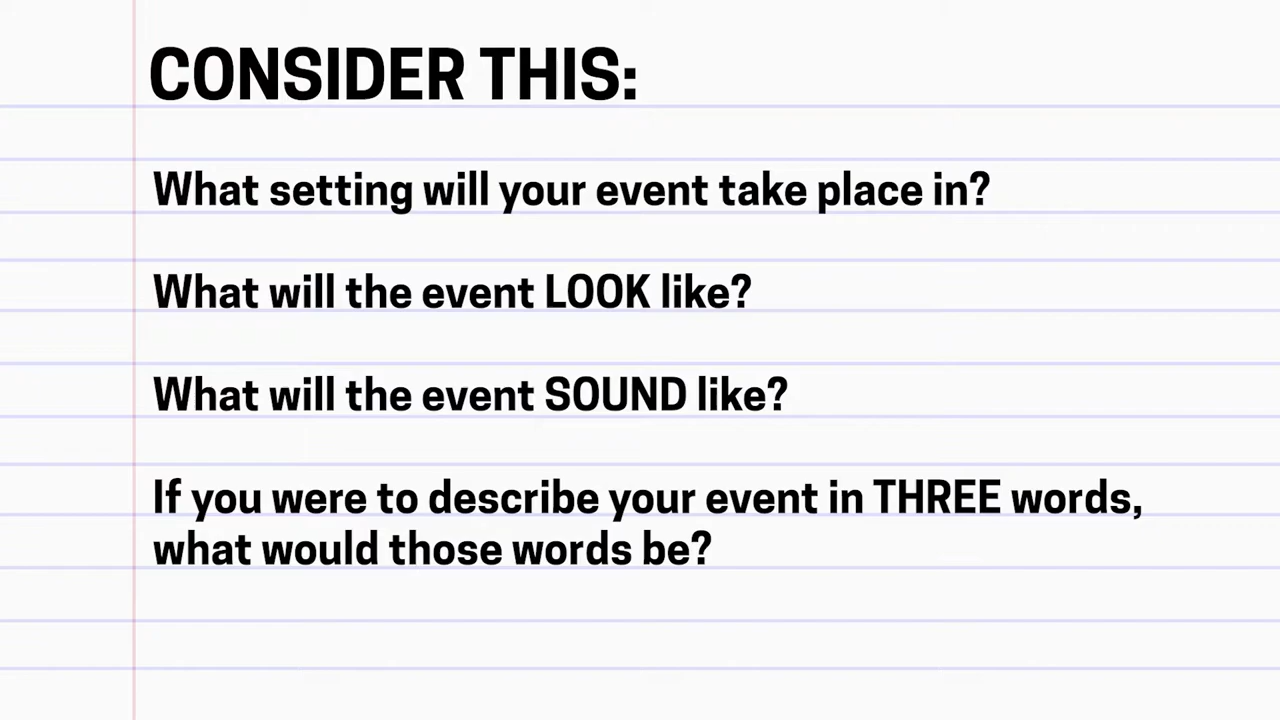 CONSIDER THIS:
What setting will your event take place in?
What will the event LOOK like?
What will the event SOUND like?
If you were to describe your event in THREE words,
what would those words be?